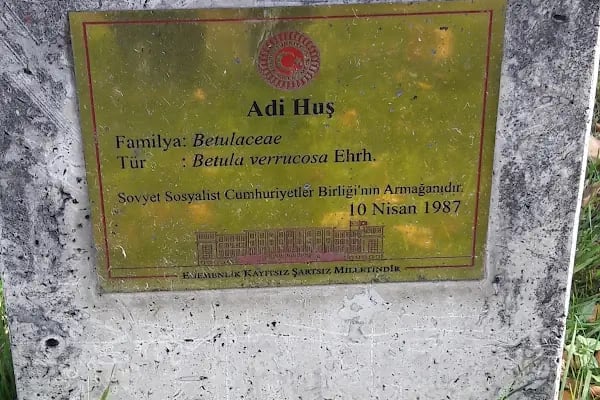 Adi Huş
Familya: Betulaceae
Tür : Betula verrucosa Ehrh.
Sovyet Sosyalist Cumhuriyetler Birliği'nin Armağanıdır.
10 Nisan 1987
EGEMENLİK KAYITSIZ ŞARTSIZ MİLLETİNDİR